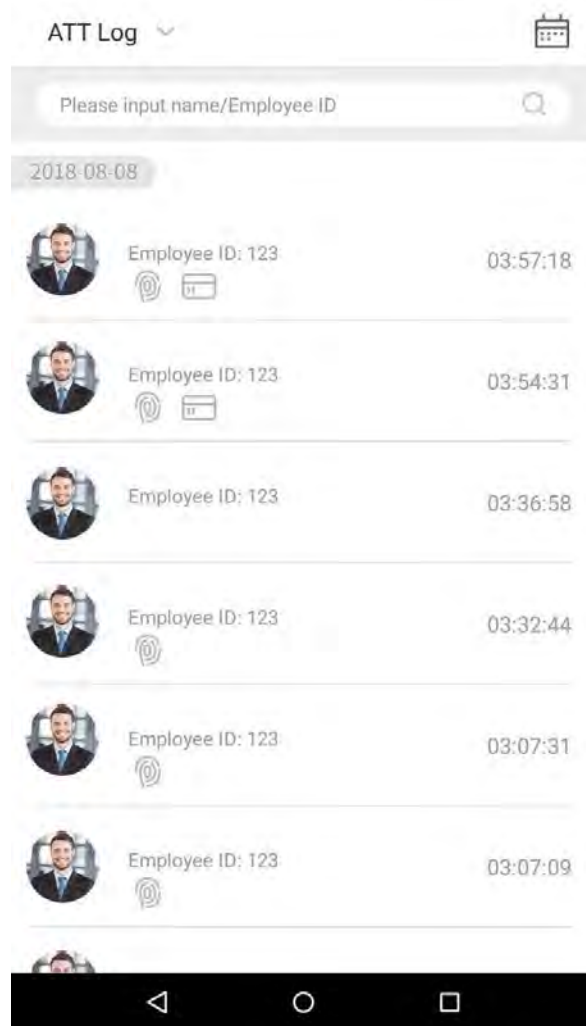 ATT Log
Please input name/Employee ID
2018-08-08
Employee ID: 123
03:57:18
Employee ID: 123
03:54:31
Employee ID: 123
03:36:58
Employee ID: 123
03:32:44
Employee ID: 123
03:07:31
Employee ID: 123
03:07:09